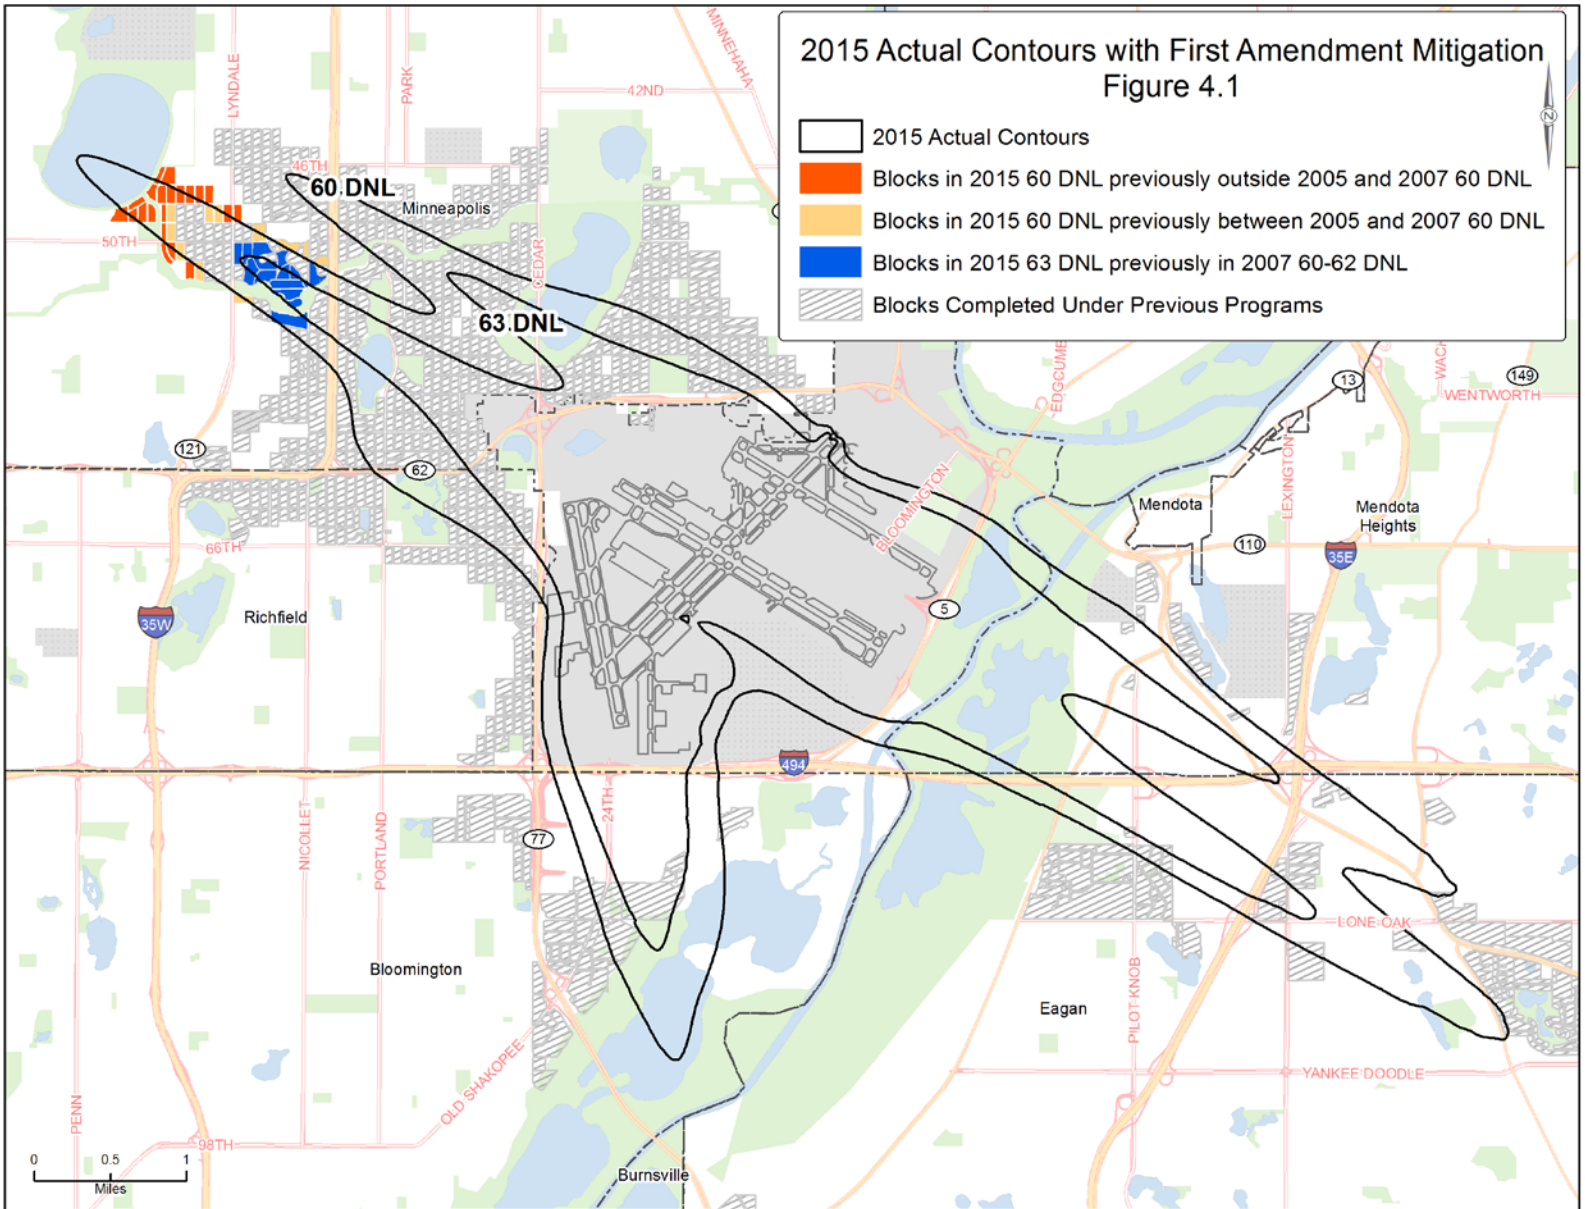 2015 Actual Contours with First Amendment Mitigation
Figure 4.1
N
2015 Actual Contours
Blocks in 2015 60 DNL previously outside 2005 and 2007 60 DNL
Blocks in 2015 60 DNL previously between 2005 and 2007 60 DNL
Blocks in 2015 63 DNL previously in 2007 60-62 DNL
Blocks Completed Under Previous Programs
MINNEHAHA
LYNDALE
PARK
42ND
46TH
60 DNL
Minneapolis
50TH
CEDAR
63 DNL
EDGCUMB
WACH
149
13
WENTWORTH
121
62
BLOOMINGTON
LEXINGTON
Mendota
Mendota
Heights
66TH
110
35E
5
35W
Richfield
494
24TH
77
NICOLLET
PORTLAND
LONE OAK
Bloomington
PILOT KNOB
Eagan
OLD SHAKOPEE
YANKEE DOODLE
PENN
98TH
0 0.5 1
Miles
Burnsville